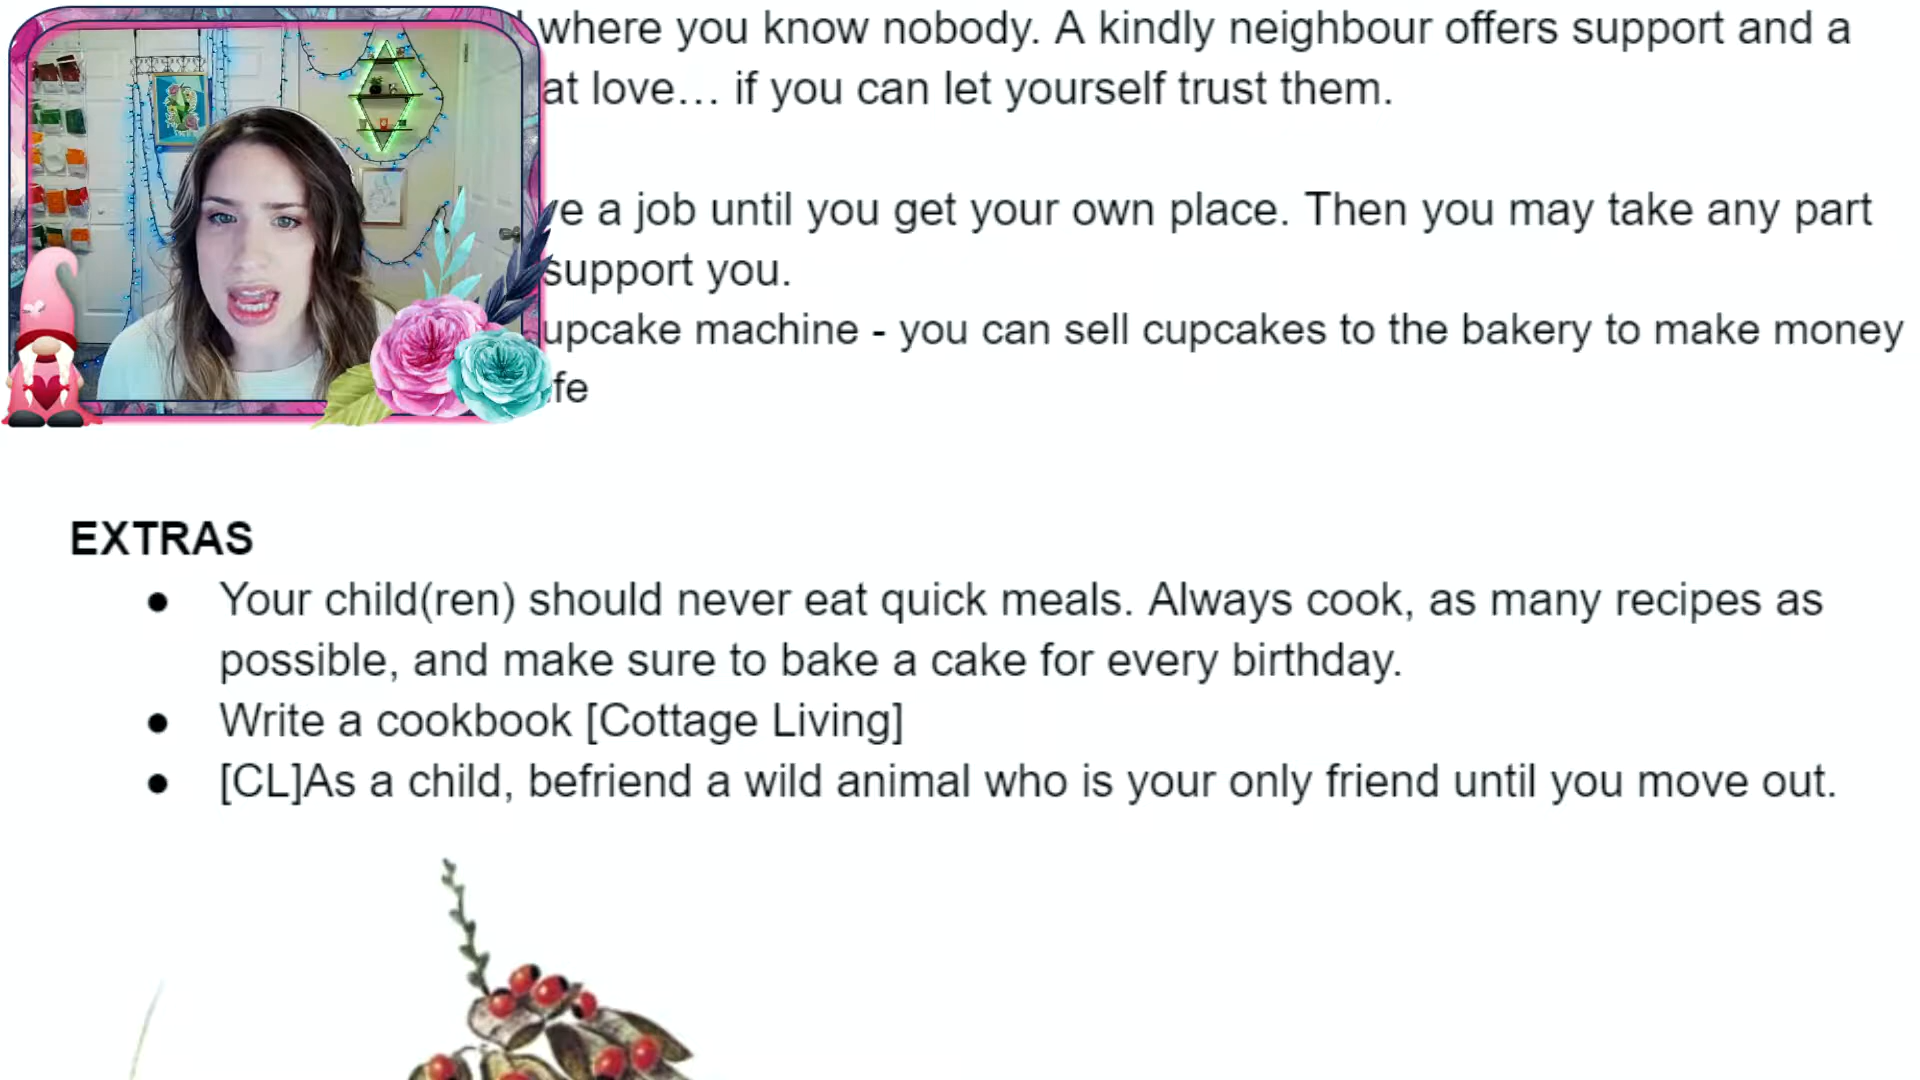 where you know nobody. A kindly neighbour offers support and a
at love… if you can let yourself trust them.
a job until you get your own place. Then you may take any part
support you.
upcake machine - you can sell cupcakes to the bakery to make money
fe
EXTRAS
● Your child(ren) should never eat quick meals. Always cook, as many recipes as
possible, and make sure to bake a cake for every birthday.
● Write a cookbook [Cottage Living]
● [CL]As a child, befriend a wild animal who is your only friend until you move out.